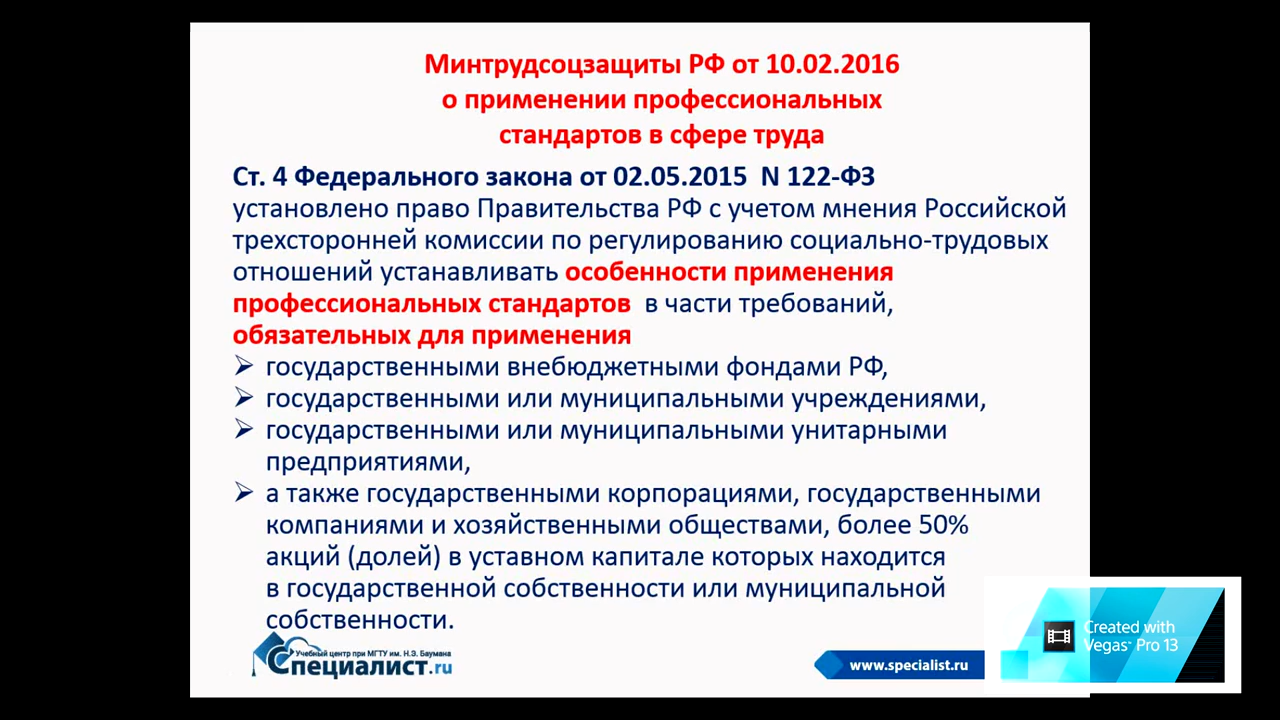 Минтрудсоцзащиты РФ от 10.02.2016
о применении профессиональных
стандартов в сфере труда
Ст. 4 Федерального закона от 02.05.2015 N 122-ФЗ
установлено право Правительства РФ с учетом мнения Российской
трехсторонней комиссии по регулированию социально-трудовых
отношений устанавливать особенности применения
профессиональных стандартов в части требований,
обязательных для применения
➢ государственными внебюджетными фондами РФ,
➢ государственными или муниципальными учреждениями,
➢ государственными или муниципальными унитарными
предприятиями,
➢ а также государственными корпорациями, государственными
компаниями и хозяйственными обществами, более 50%
акций (долей) в уставном капитале которых находится
в государственной собственности или муниципальной
собственности.
Учебный центр при МГТУ им. Н.Э. Баумана
Специалист.ru
www.specialist.ru
Created with
Vegas™ Pro 13